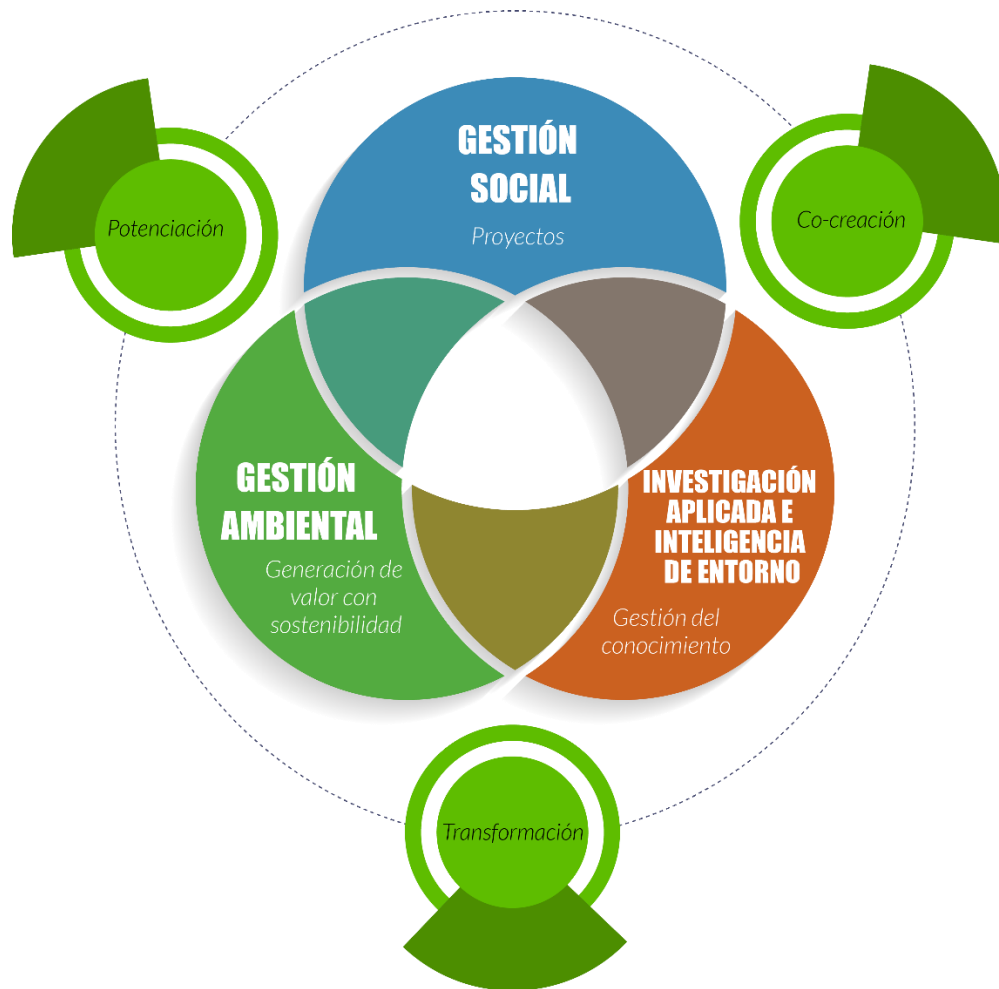 GESTIÓN
SOCIAL
Proyectos
Potenciación
Co-creación
GESTIÓN
AMBIENTAL
Generación de
valor con
sostenibilidad
INVESTIGACIÓN
APLICADA E
INTELIGENCIA
DE ENTORNO
Gestión del
conocimiento
Transformación